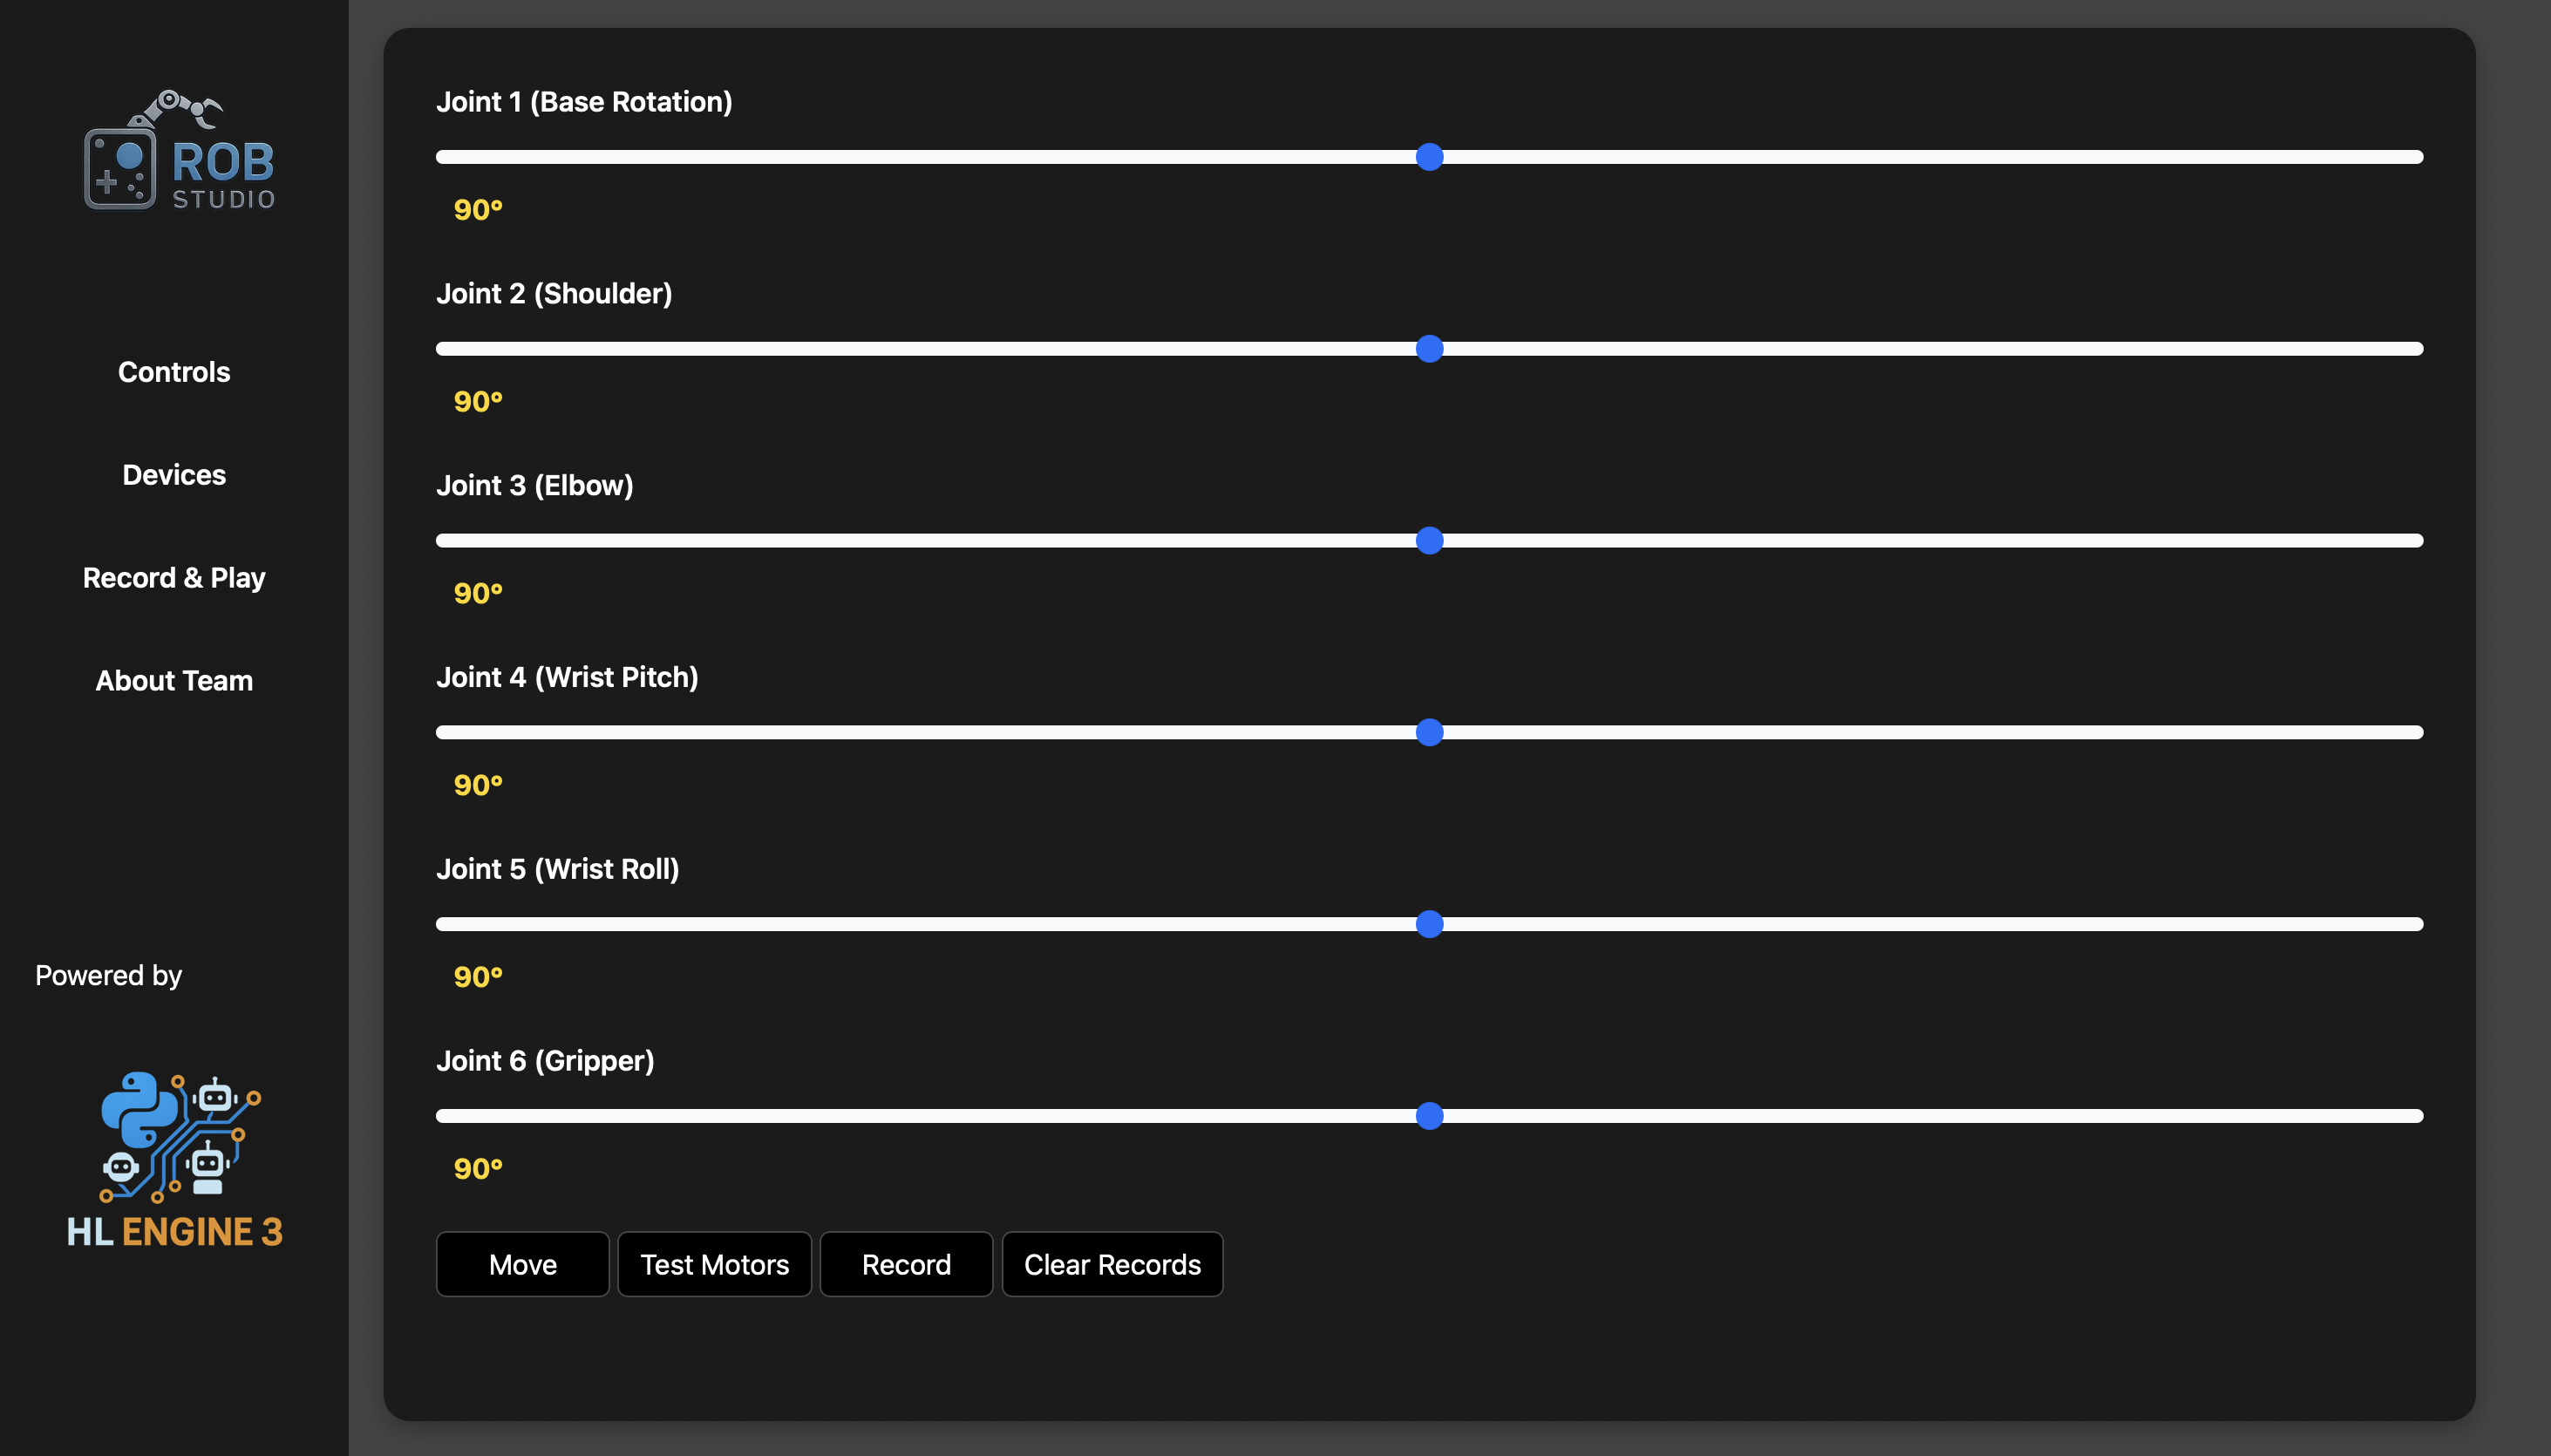 ROB
STUDIO
Controls
Devices
Record & Play
About Team
Powered by
HL ENGINE 3
Joint 1 (Base Rotation)
90°
Joint 2 (Shoulder)
90°
Joint 3 (Elbow)
90°
Joint 4 (Wrist Pitch)
90°
Joint 5 (Wrist Roll)
90°
Joint 6 (Gripper)
90°
Move
Test Motors
Record
Clear Records